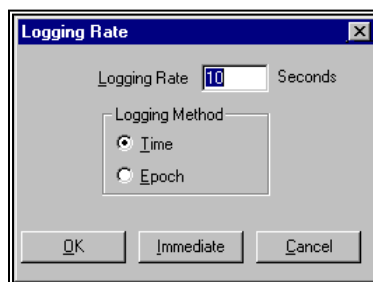 Logging Rate
Logging Rate 10 Seconds
Logging Method
Time
Epoch
OK Immediate Cancel